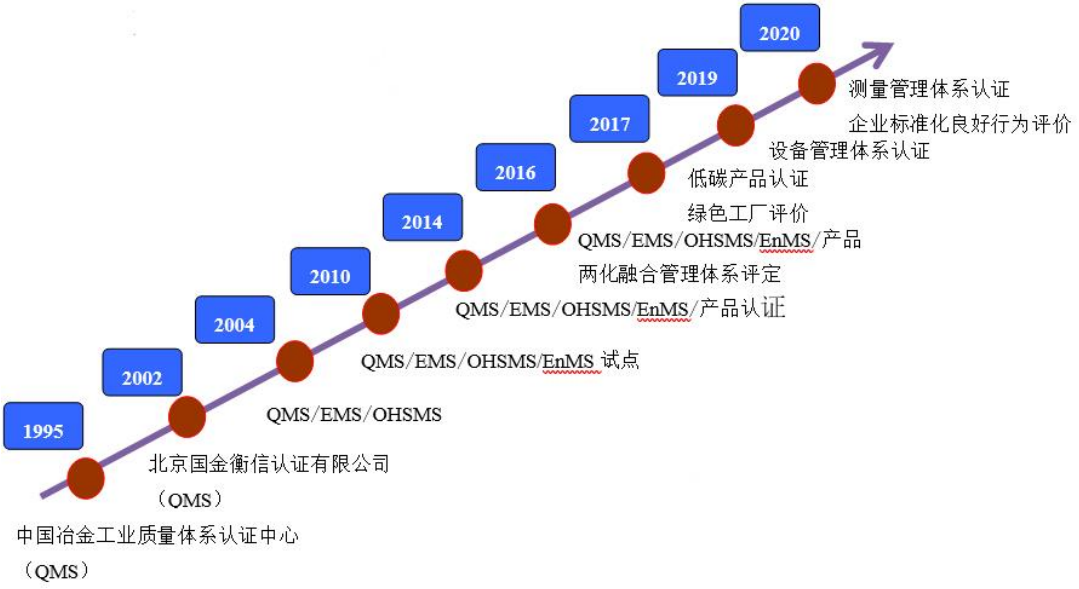 2020
2019
测量管理体系认证
企业标准化良好行为评价
2017
设备管理体系认证
2016
低碳产品认证
绿色工厂评价
2014
QMS/EMS/OHSMS/EnMS/产品
两化融合管理体系评定
2010
QMS/EMS/OHSMS/EnMS/产品认证
2004
QMS/EMS/OHSMS/EnMS 试点
2002
QMS/EMS/OHSMS
1995
北京国金衡信认证有限公司
（QMS）
中国冶金工业质量体系认证中心
（QMS）